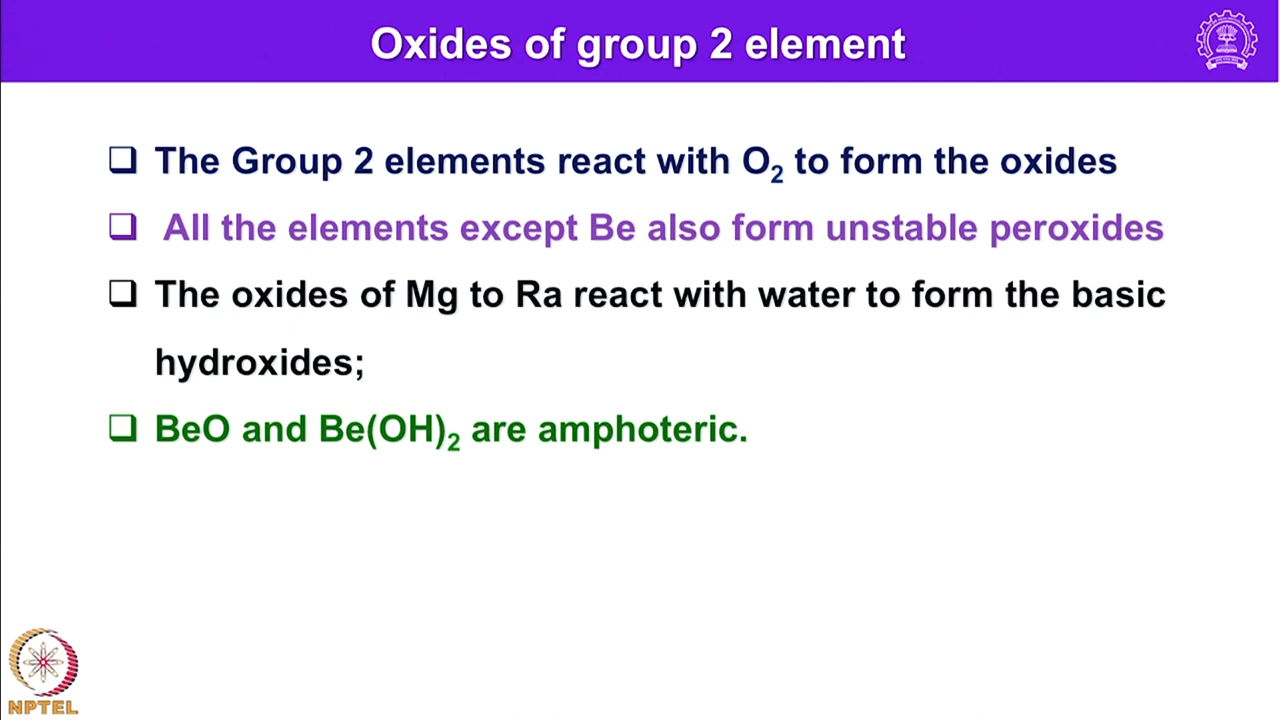 Oxides of group 2 element
❑ The Group 2 elements react with O₂ to form the oxides
❑ All the elements except Be also form unstable peroxides
❑ The oxides of Mg to Ra react with water to form the basic
hydroxides;
❑ BeO and Be(OH)₂ are amphoteric.
NPTEL